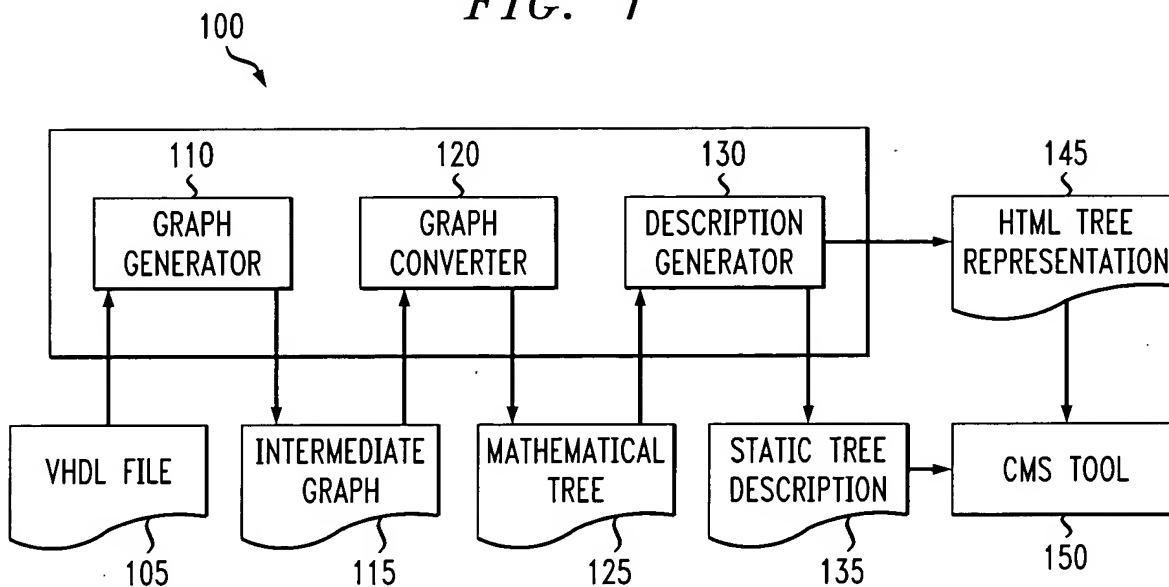 FIG. 1
100
110
120
130
145
GRAPH
GENERATOR
GRAPH
CONVERTER
DESCRIPTION
GENERATOR
HTML TREE
REPRESENTATION
VHDL FILE
INTERMEDIATE
GRAPH
MATHEMATICAL
TREE
STATIC TREE
DESCRIPTION
CMS TOOL
105
115
125
135
150